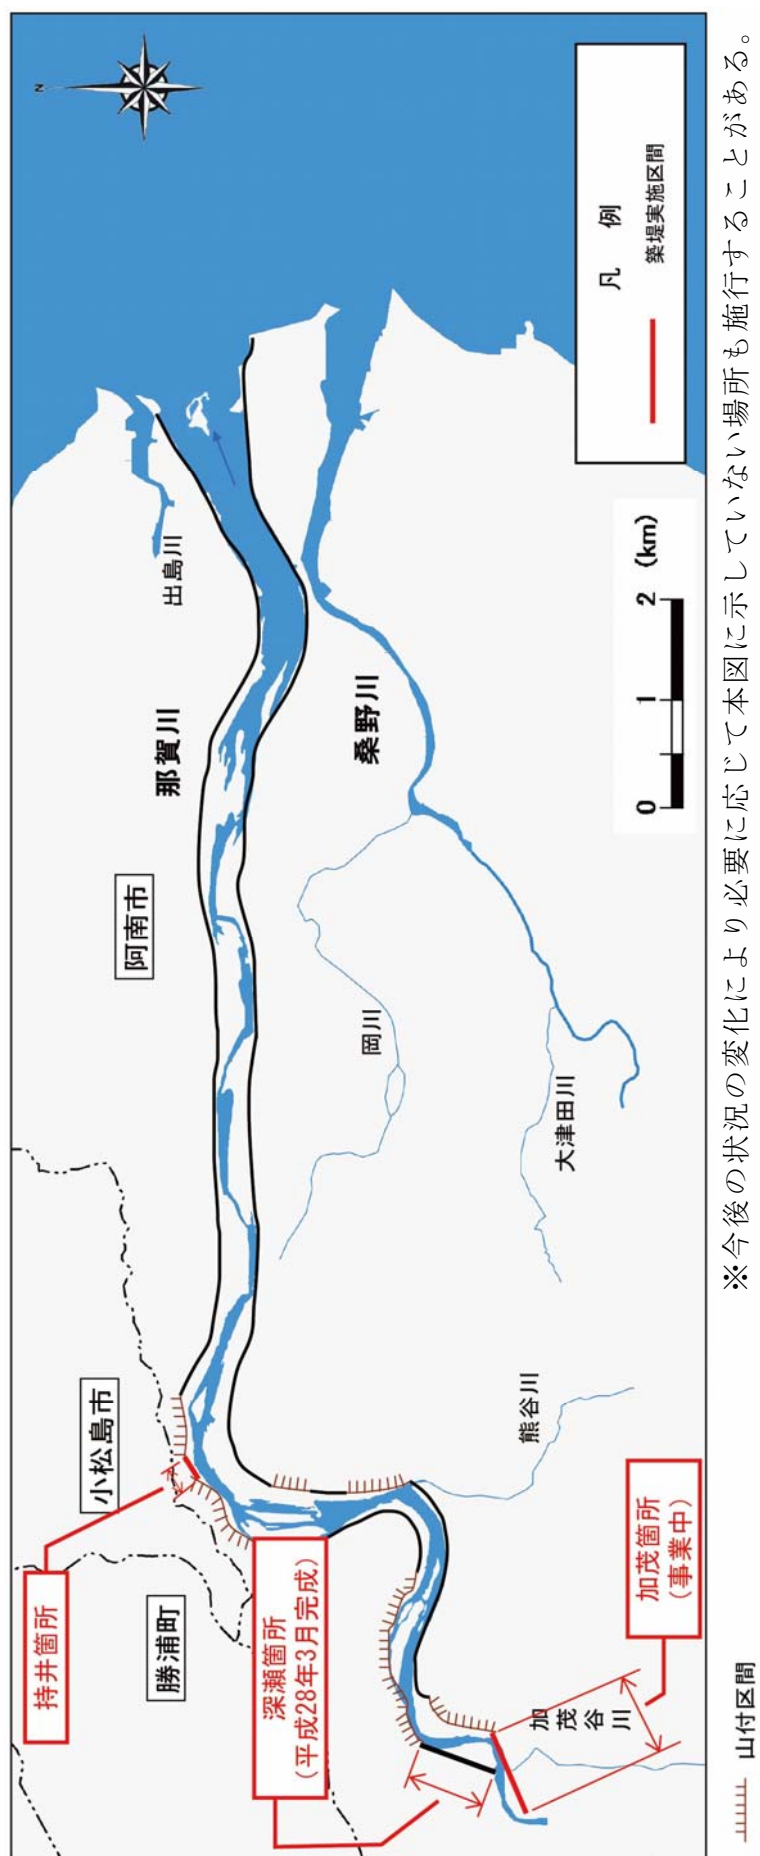 N
持井箇所
小松島市
勝浦町
深瀬箇所
(平成28年3月完成)
阿南市
那賀川
出島川
桑野川
岡川
大津田川
熊谷川
加茂谷川
加茂箇所
(事業中)
0 1 2 (km)
凡 例
築堤実施区間
山付区間
※今後の状況の変化により必要に応じて本図に示していない場所も施行することがある。